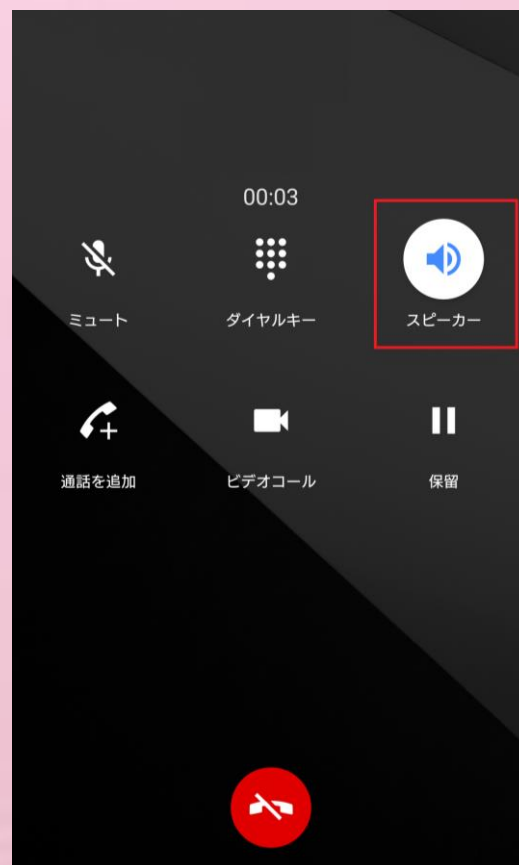 00:03
ミュート
ダイヤルキー
スピーカー
通話を追加
ビデオコール
保留